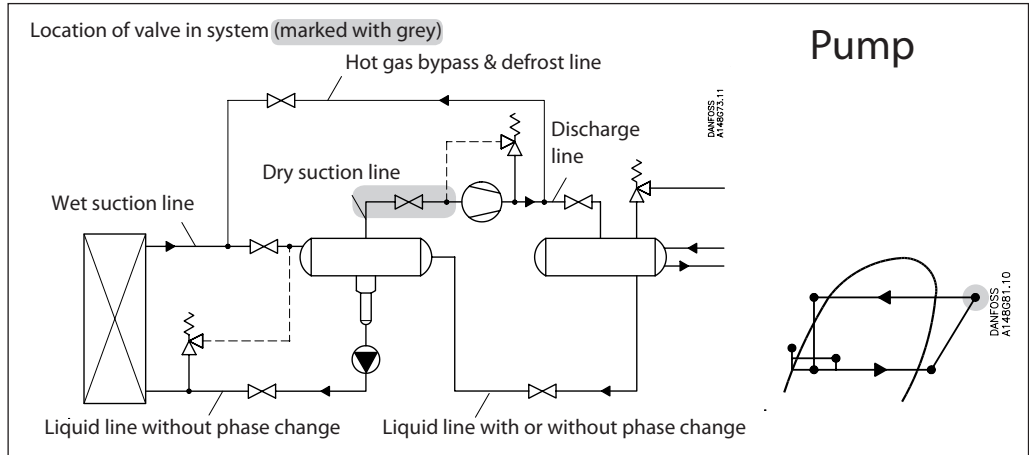 Location of valve in system (marked with grey)
Pump
Hot gas bypass & defrost line
DANFOSS
A148G73.11
Discharge
line
Dry suction line
Wet suction line
DANFOSS
A148G81.10
Liquid line without phase change
Liquid line with or without phase change